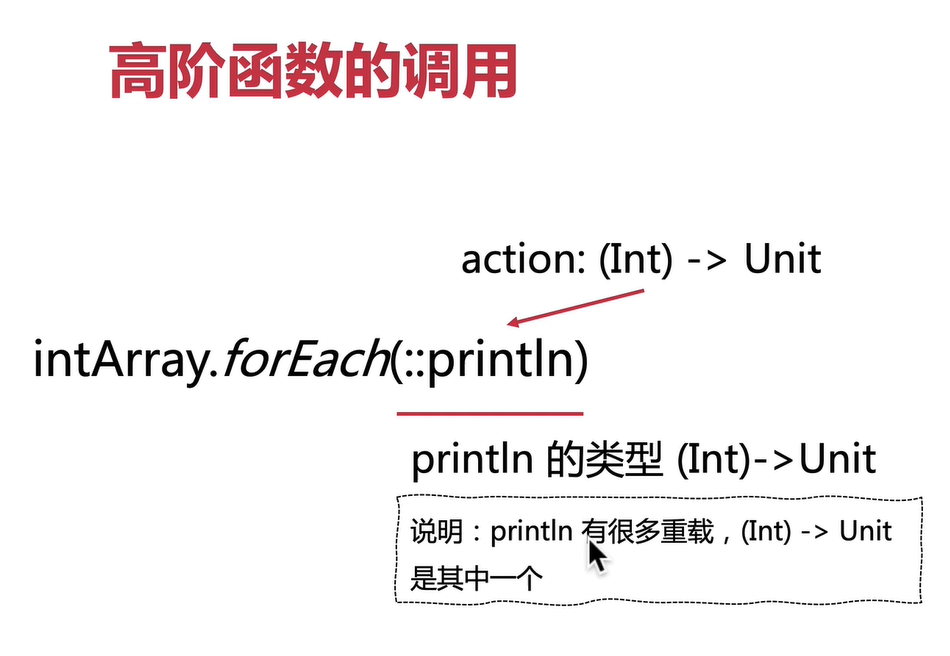 高阶函数的调用
action: (Int) -> Unit
intArray.forEach(::println)
println 的类型 (Int)->Unit
说明：println 有很多重载，(Int) -> Unit
是其中一个